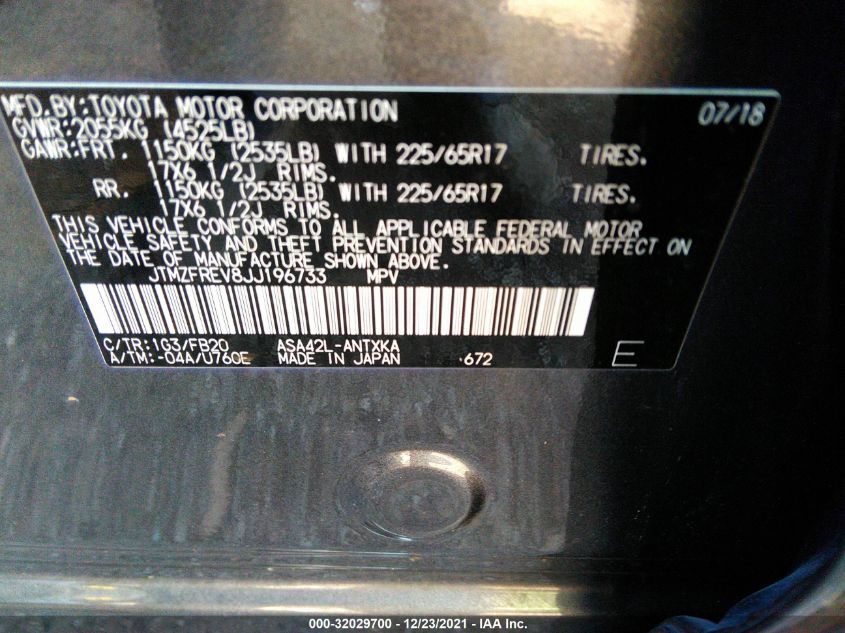 MFD.BY:TOYOTA MOTOR CORPORATION 07/18
GVWR:2055KG (4525LB)
GAWR:FRT. 1150KG (2535LB) WITH 225/65R17 TIRES.
17X6 1/2J RIMS.
RR. 1150KG (2535LB) WITH 225/65R17 TIRES.
17X6 1/2J RIMS.
THIS VEHICLE CONFORMS TO ALL APPLICABLE FEDERAL MOTOR
VEHICLE SAFETY AND THEFT PREVENTION STANDARDS IN EFFECT ON
THE DATE OF MANUFACTURE SHOWN ABOVE.
JTMZFREV8JJ196733 MPV
C/TR:1G3/FB20 ASA42L-ANTXKA
A/TM:-04A/U760E MADE IN JAPAN 672 E
000-32029700 - 12/23/2021 - IAA Inc.